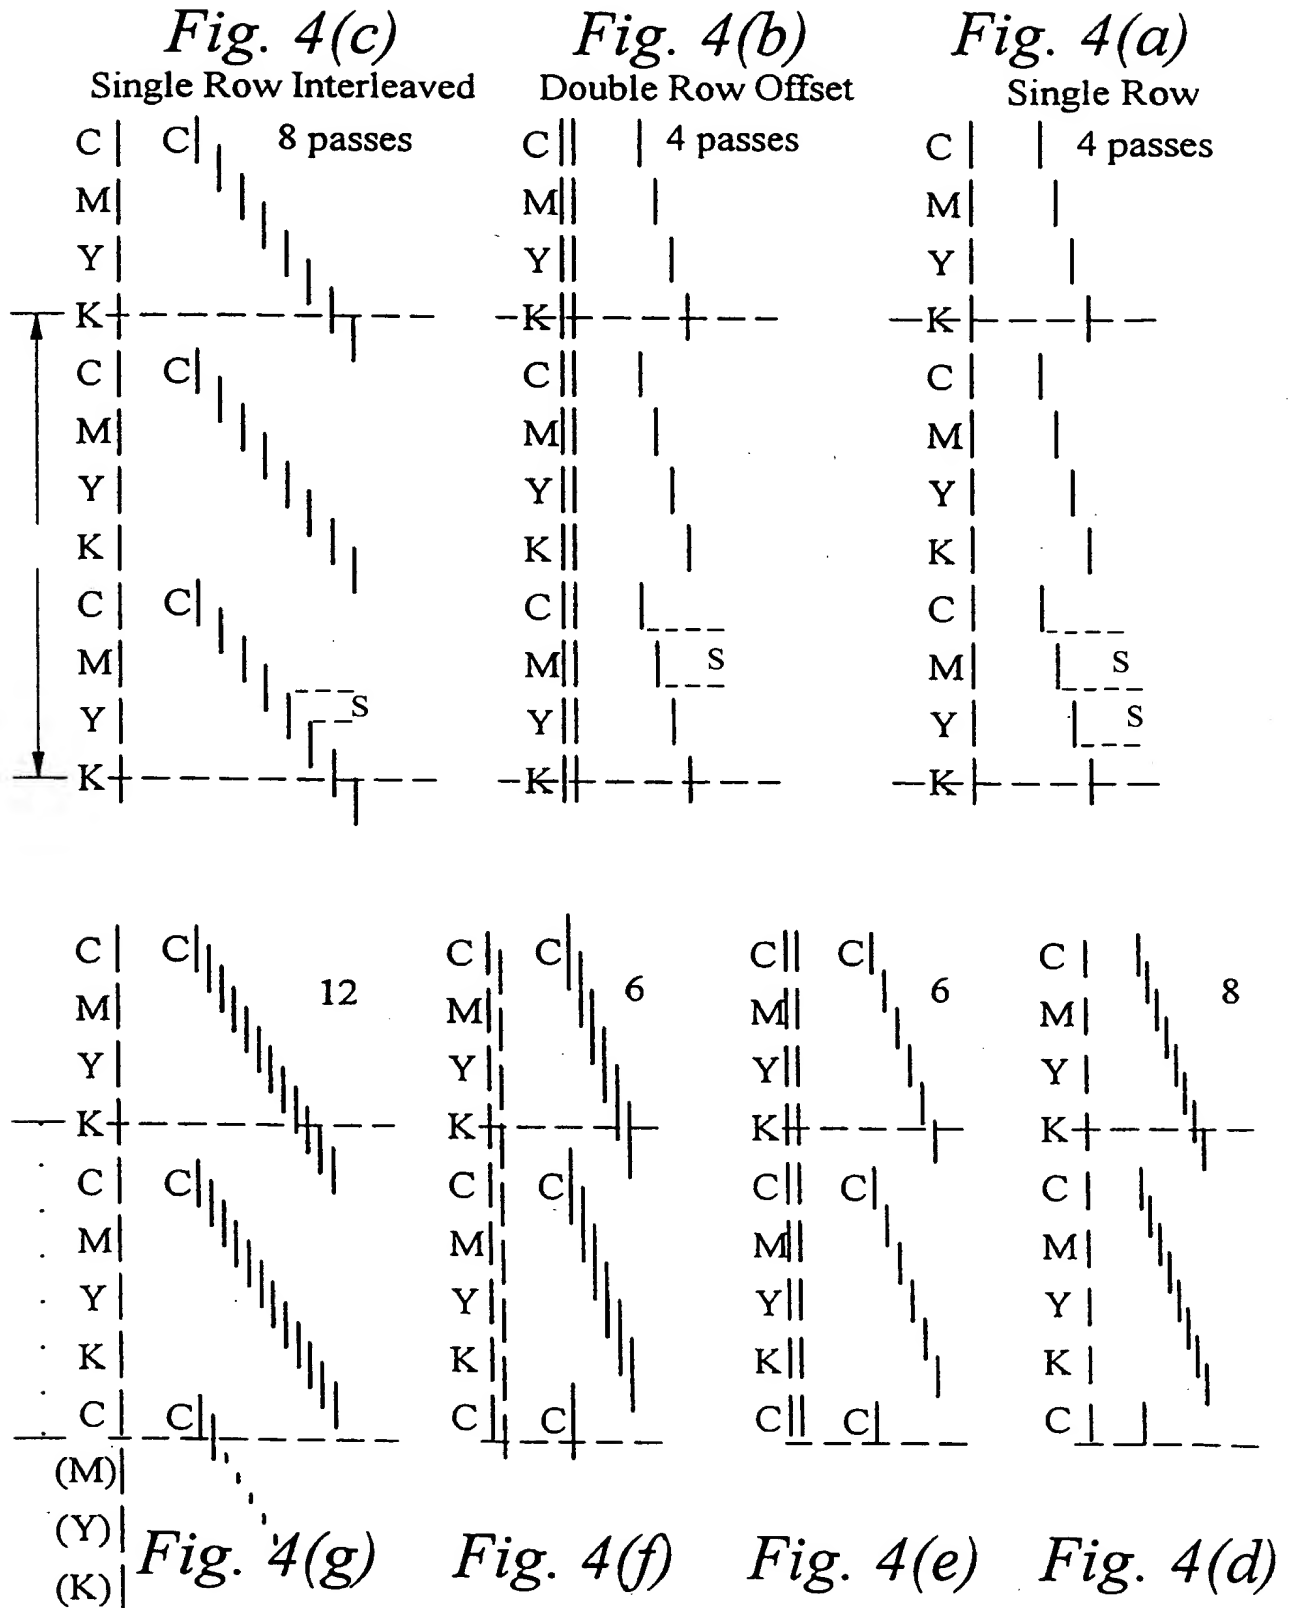 Fig. 4(c)
Single Row Interleaved
C C 8 passes
M
Y
K
C C
M
Y
K
C C
M
S
Y
K
Fig. 4(b)
Double Row Offset
C 4 passes
M
Y
K
C
M
Y
K
C
M S
Y
K
Fig. 4(a)
Single Row
C 4 passes
M
Y
K
C
M
Y
K
C
M S
Y S
K
C C
12
M
Y
K
C C
M
Y
K
C C
(M)
(Y)
(K)
Fig. 4(g)
C C
6
M
Y
K
C C
M
Y
K
C C
Fig. 4(f)
C C
6
M
Y
K
C C
M
Y
K
C C
Fig. 4(e)
C
8
M
Y
K
C
M
Y
K
C
Fig. 4(d)